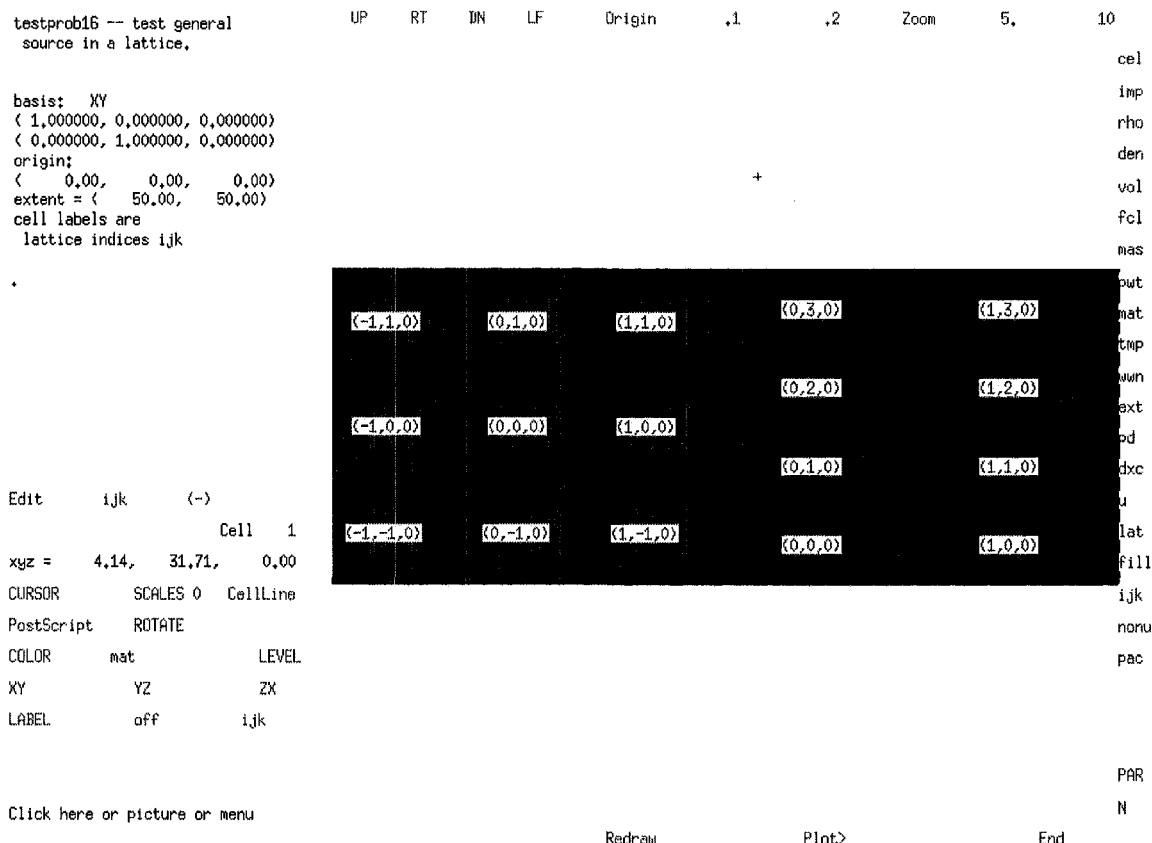 testprob16 -- test general
source in a lattice.
UP RT DN LF Origin .1 .2 Zoom 5. 10
basis: XY
( 1.000000, 0.000000, 0.000000)
( 0.000000, 1.000000, 0.000000)
origin:
( 0.00, 0.00, 0.00)
extent = ( 50.00, 50.00)
cell labels are
lattice indices ijk
cel
imp
rho
den
vol
fcl
mas
pwt
mat
tmp
wwn
ext
pd
dxc
u
lat
fill
ijk
nonu
pac
PAR
N
(-1,1,0) (0,1,0) (1,1,0)
(-1,0,0) (0,0,0) (1,0,0)
(-1,-1,0) (0,-1,0) (1,-1,0)
(0,3,0) (1,3,0)
(0,2,0) (1,2,0)
(0,1,0) (1,1,0)
(0,0,0) (1,0,0)
Edit ijk (-)
Cell 1
xyz = 4.14, 31.71, 0.00
CURSOR SCALES 0 CellLine
PostScript ROTATE
COLOR mat LEVEL
XY YZ ZX
LABEL off ijk
Click here or picture or menu
Redraw Plot> End